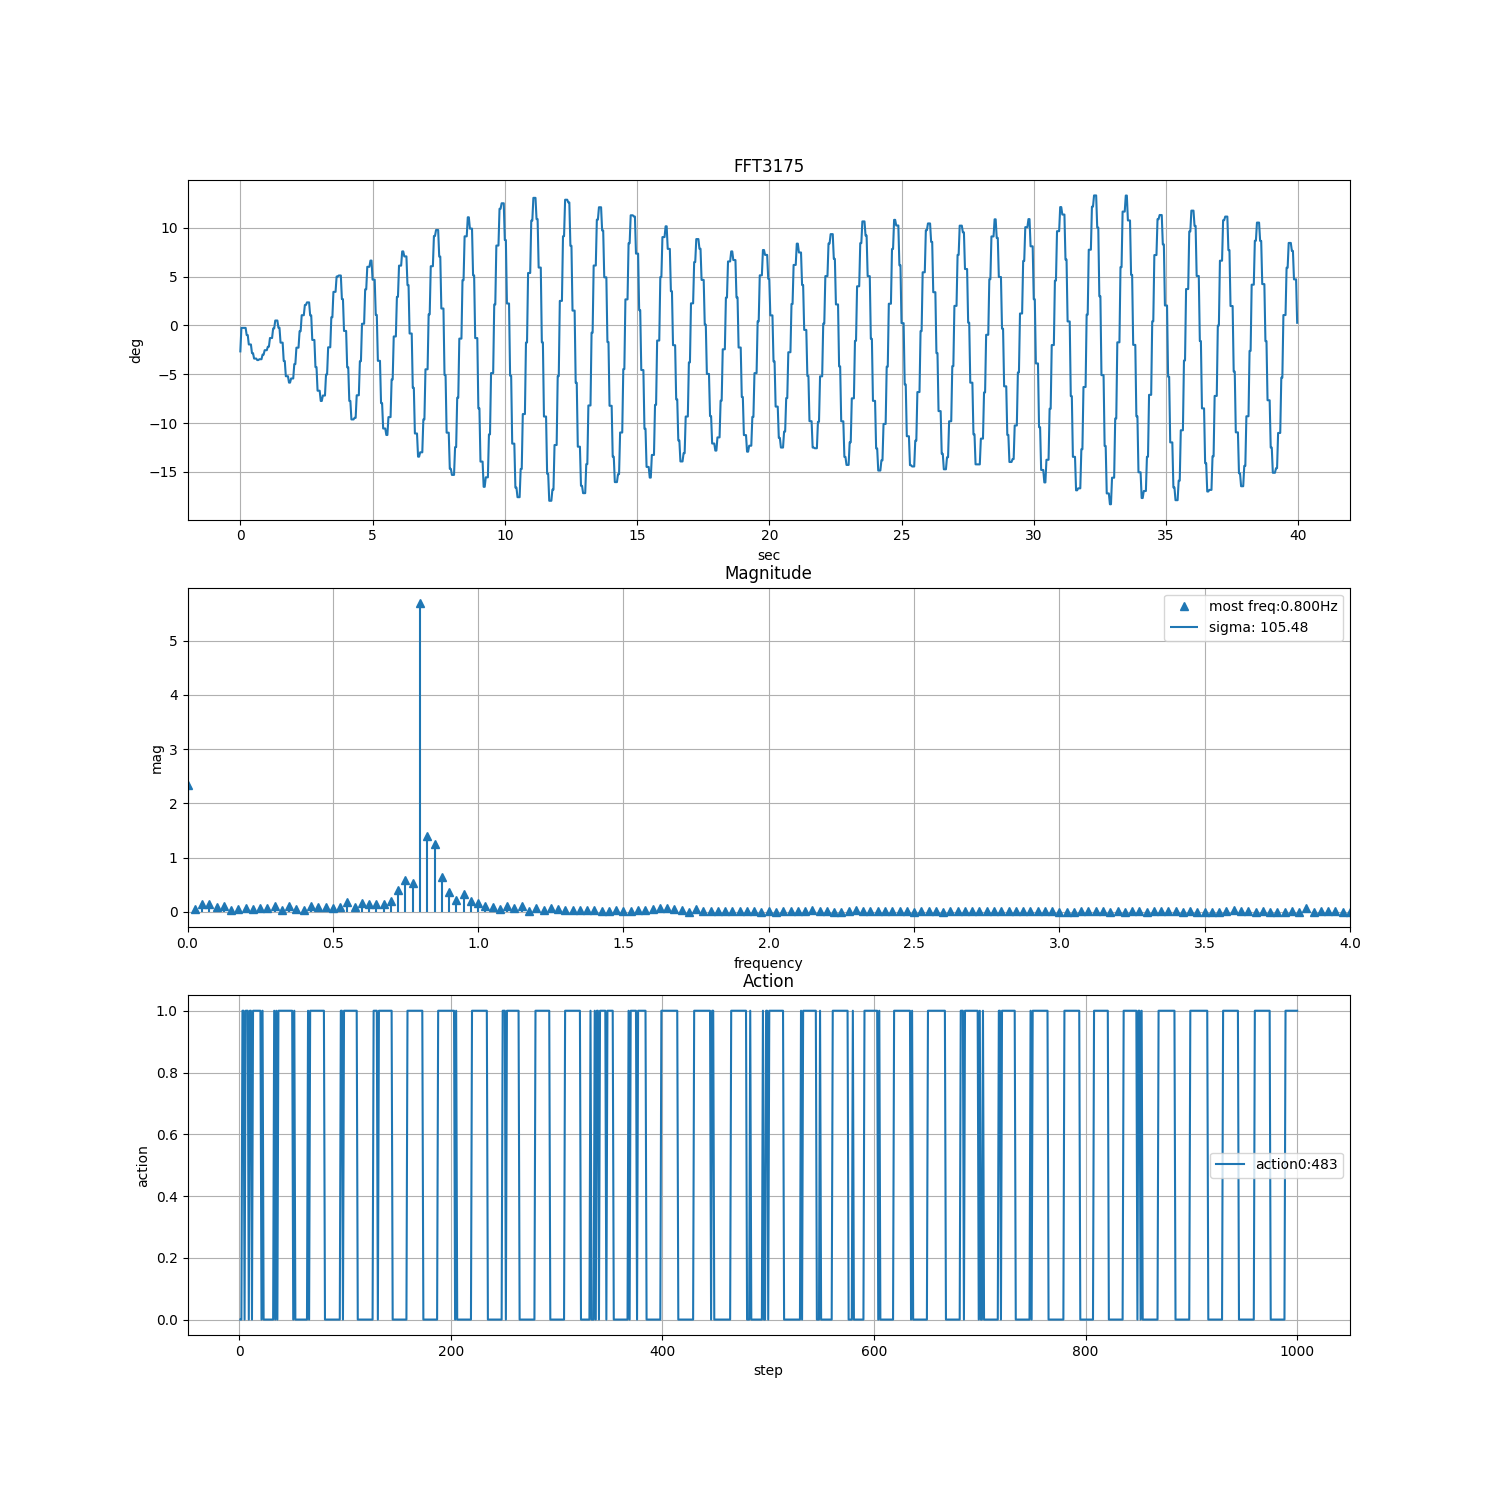 FFT3175
10
5
0
−5
−10
−15
deg
0 5 10 15 20 25 30 35 40
sec
Magnitude
most freq:0.800Hz
sigma: 105.48
5
4
3
2
1
0
mag
0.0 0.5 1.0 1.5 2.0 2.5 3.0 3.5 4.0
frequency
Action
1.0
0.8
0.6
0.4
0.2
0.0
action
action0:483
0 200 400 600 800 1000
step